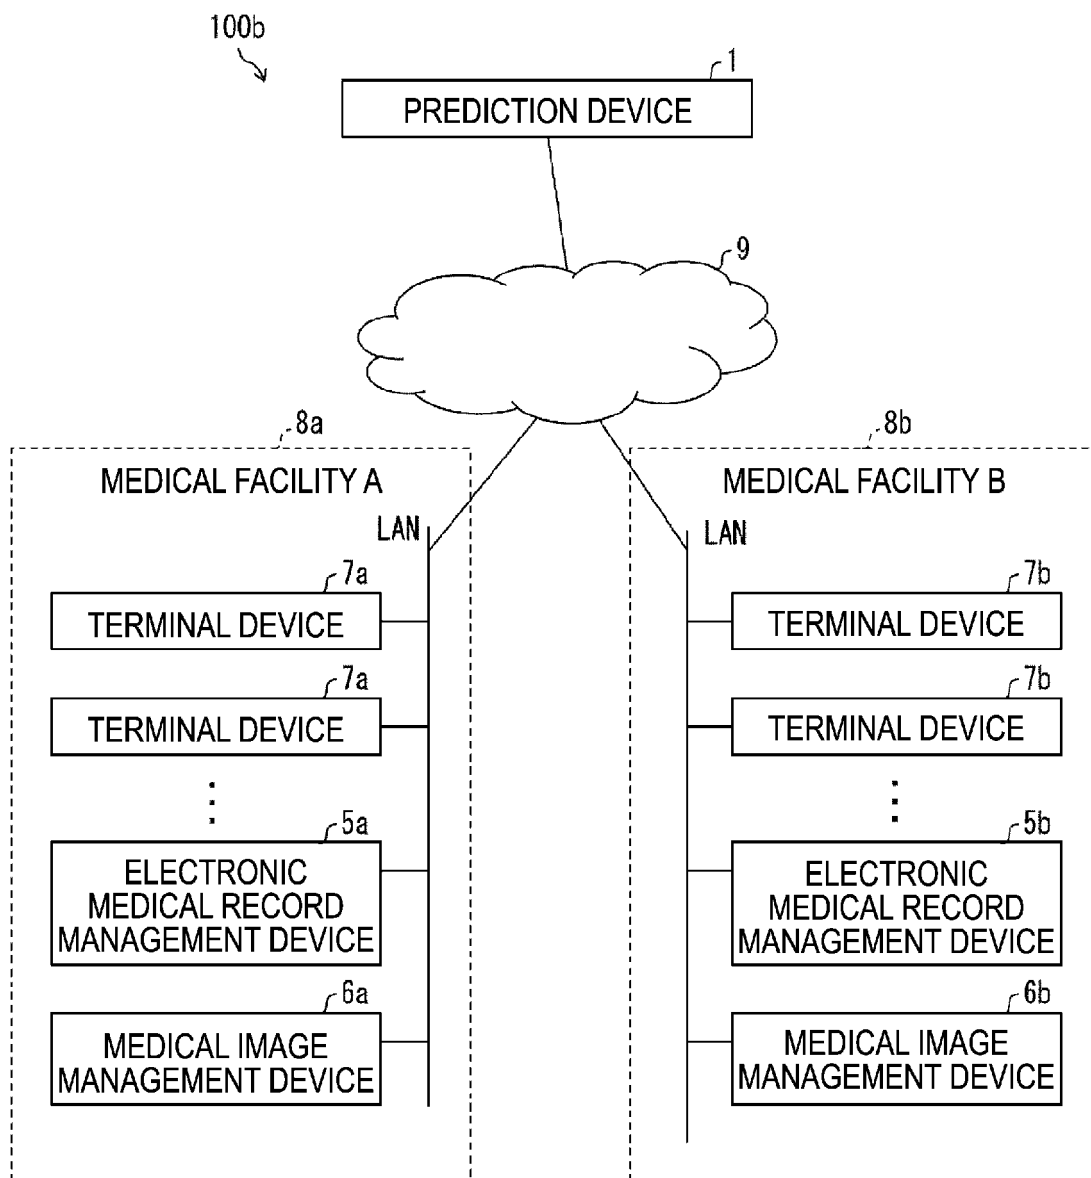 100b
1
PREDICTION DEVICE
9
8a
MEDICAL FACILITY A
LAN
7a
TERMINAL DEVICE
7a
TERMINAL DEVICE
5a
ELECTRONIC
MEDICAL RECORD
MANAGEMENT DEVICE
6a
MEDICAL IMAGE
MANAGEMENT DEVICE
8b
MEDICAL FACILITY B
LAN
7b
TERMINAL DEVICE
7b
TERMINAL DEVICE
5b
ELECTRONIC
MEDICAL RECORD
MANAGEMENT DEVICE
6b
MEDICAL IMAGE
MANAGEMENT DEVICE